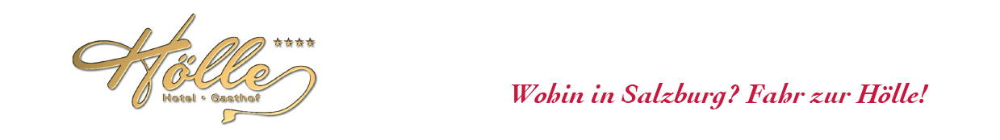 Hölle
****
Hotel • Gasthof
Wohin in Salzburg? Fahr zur Hölle!